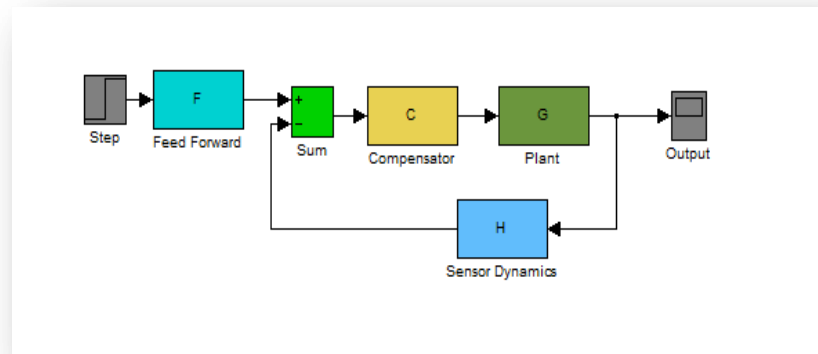 F
+
−
C
G
Step
Feed Forward
Sum
Compensator
Plant
Output
H
Sensor Dynamics